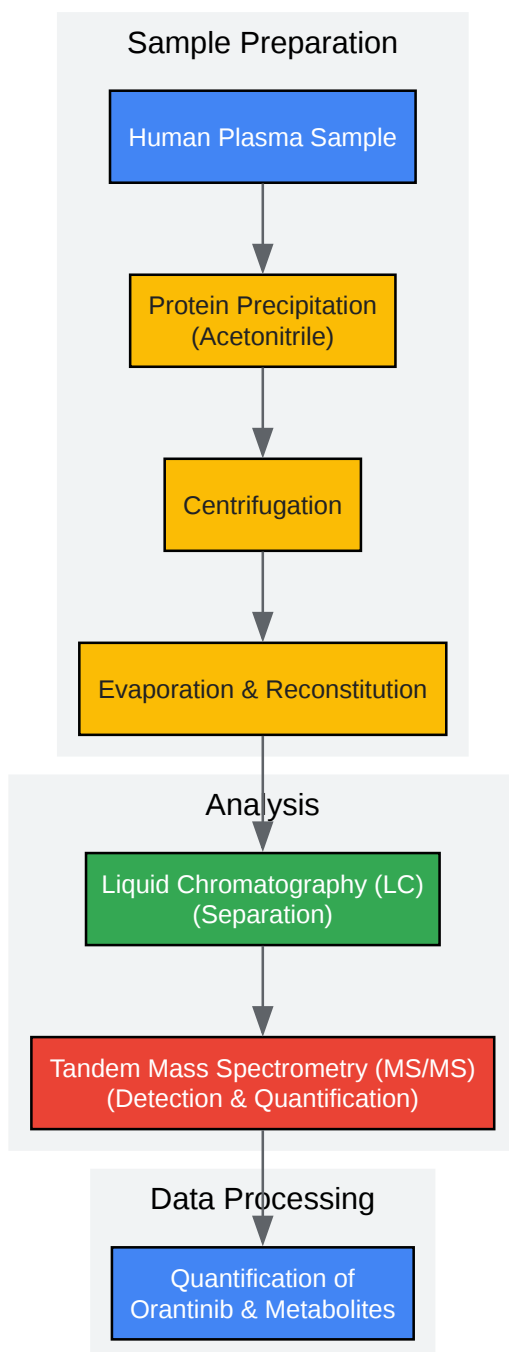 Sample Preparation
Human Plasma Sample
Protein Precipitation
(Acetonitrile)
Centrifugation
Evaporation & Reconstitution
Analysis
Liquid Chromatography (LC)
(Separation)
Tandem Mass Spectrometry (MS/MS)
(Detection & Quantification)
Data Processing
Quantification of
Orantinib & Metabolites